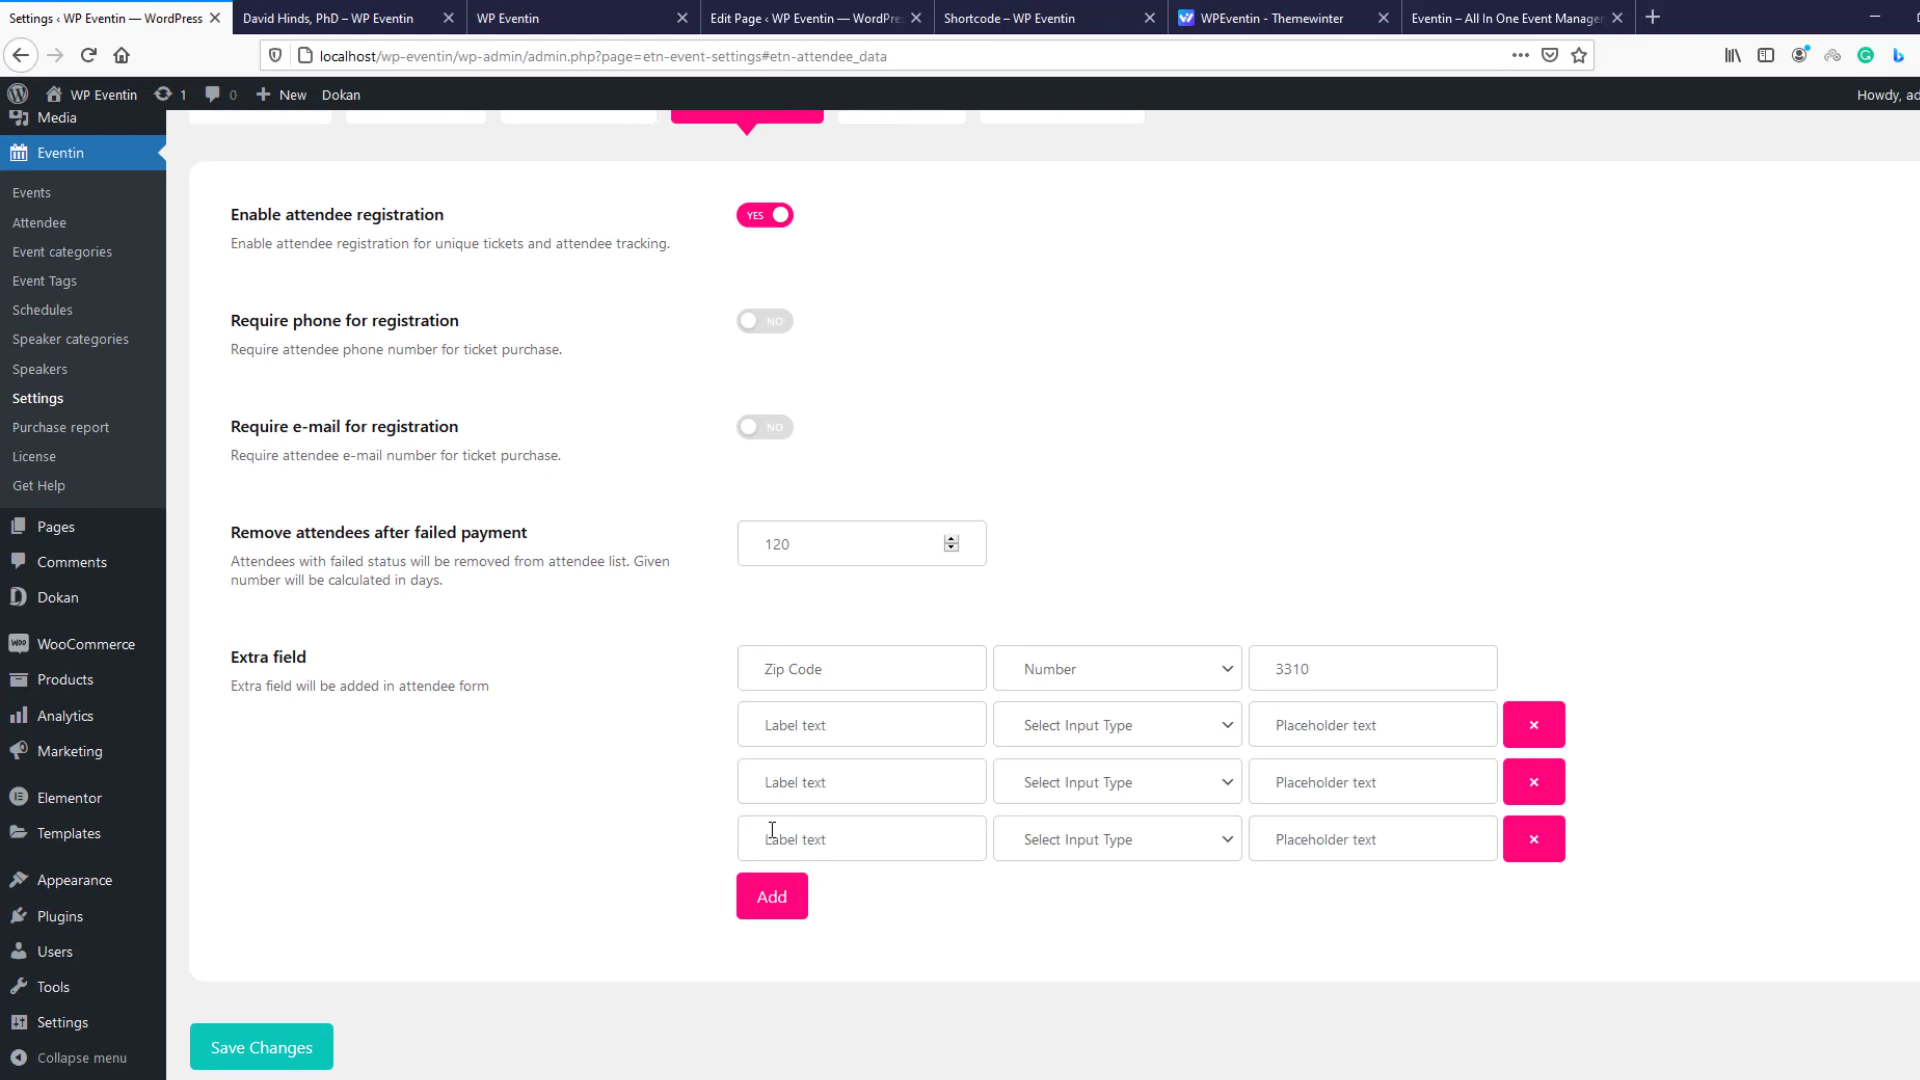 Settings ‹ WP Eventin — WordPress
David Hinds, PhD – WP Eventin
WP Eventin
Edit Page ‹ WP Eventin — WordPre
Shortcode – WP Eventin
WPEventin - Themewinter
Eventin – All In One Event Manager
localhost/wp-eventin/wp-admin/admin.php?page=etn-event-settings#etn-attendee_data
WP Eventin
1
0
New
Dokan
Howdy, ad
Media
Eventin
Events
Attendee
Event categories
Event Tags
Schedules
Speaker categories
Speakers
Settings
Purchase report
License
Get Help
Pages
Comments
Dokan
WooCommerce
Products
Analytics
Marketing
Elementor
Templates
Appearance
Plugins
Users
Tools
Settings
Collapse menu
Enable attendee registration
YES
Enable attendee registration for unique tickets and attendee tracking.
Require phone for registration
NO
Require attendee phone number for ticket purchase.
Require e-mail for registration
NO
Require attendee e-mail number for ticket purchase.
Remove attendees after failed payment
120
Attendees with failed status will be removed from attendee list. Given
number will be calculated in days.
Extra field
Extra field will be added in attendee form
Zip Code
Number
3310
Label text
Select Input Type
Placeholder text
Label text
Select Input Type
Placeholder text
Label text
Select Input Type
Placeholder text
Add
Save Changes